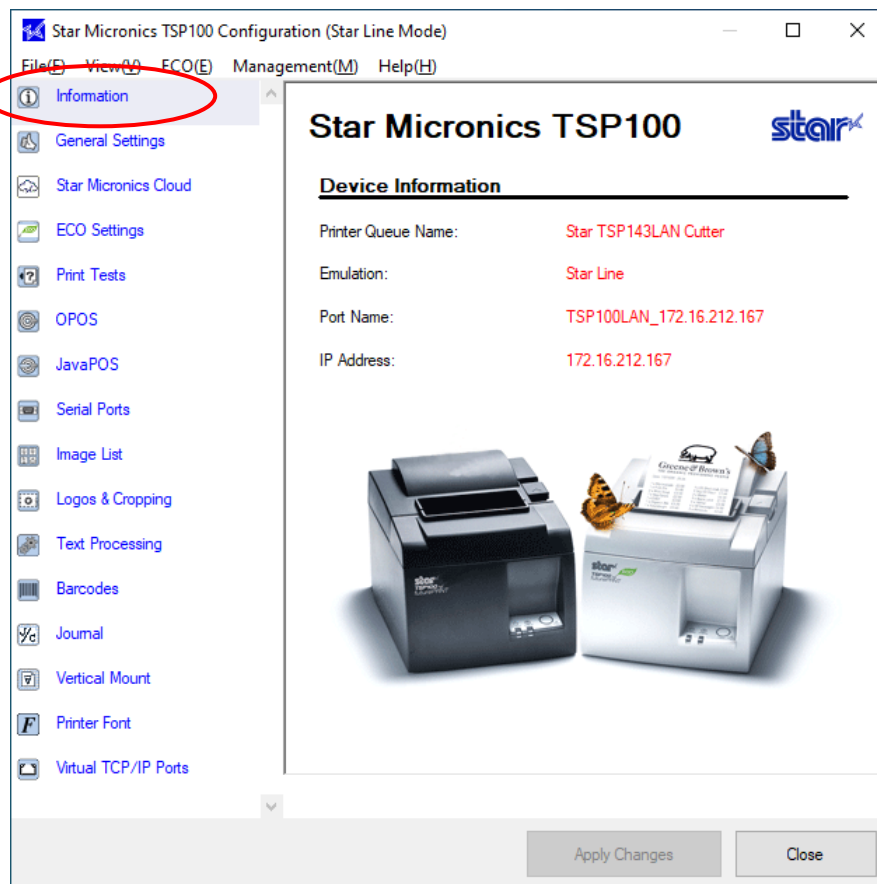 Star Micronics TSP100 Configuration (Star Line Mode)
File(F) View(V) ECO(E) Management(M) Help(H)
Information
General Settings
Star Micronics Cloud
ECO Settings
Print Tests
OPOS
JavaPOS
Serial Ports
Image List
Logos & Cropping
Text Processing
Barcodes
Journal
Vertical Mount
Printer Font
Virtual TCP/IP Ports
Star Micronics TSP100
star
Device Information
Printer Queue Name: Star TSP143LAN Cutter
Emulation: Star Line
Port Name: TSP100LAN_172.16.212.167
IP Address: 172.16.212.167
Greene & Brown's
star
TSP100
star
Apply Changes
Close